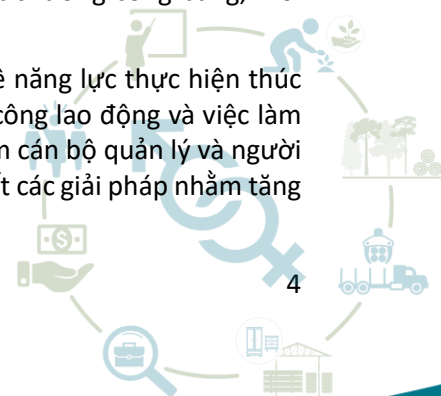 ề năng lực thực hiện thúc
công lao động và việc làm
n cán bộ quản lý và người
t các giải pháp nhằm tăng
4